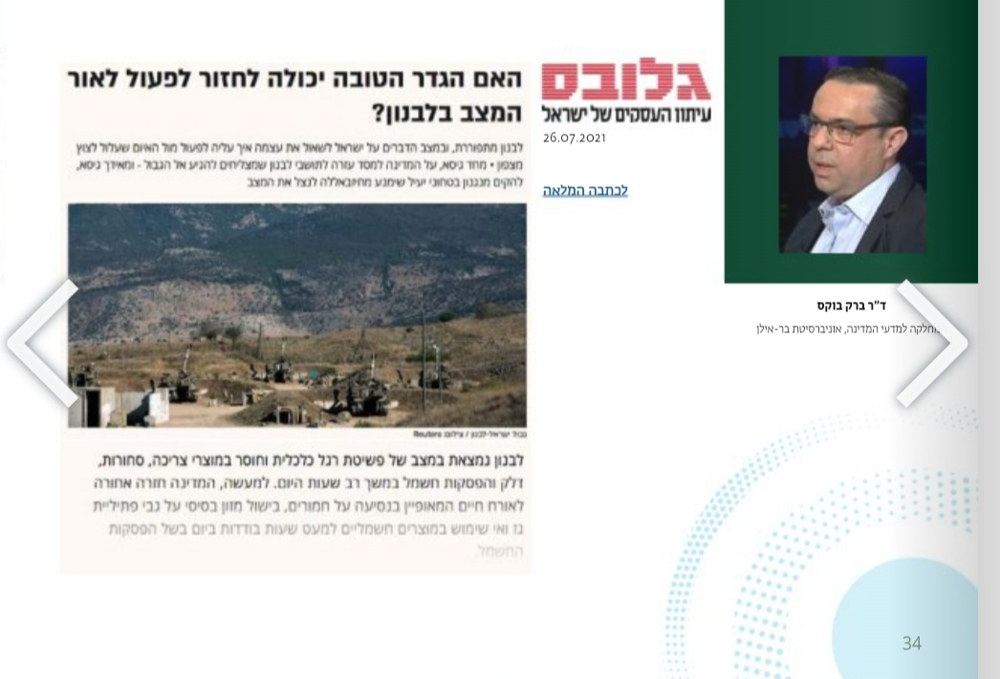 האם הגדר הטובה יכולה לחזור לפעול לאור
המצב בלבנון?
לבנון מתפוררת, ובמצב הדברים על ישראל לשאול את עצמה איך עליה לפעול מול האיום שעלול לצוץ
מצפון • מחד גיסא, על המדינה למסד עזרה לתושבי לבנון שמצליחים להגיע אל הגבול - ומאידך גיסא,
להקים מנגנון בטחוני יעיל שימנע מחיזבאללה לנצל את המצב
גבול ישראל-לבנון / צילום: Reuters
לבנון נמצאת במצב של פשיטת רגל כלכלית וחוסר במוצרי צריכה, סחורות,
דלק והפסקות חשמל במשך רב שעות היום. למעשה, המדינה חזרה אחורה
לאורח חיים המאופיין בנסיעה על חמורים, בישול מזון בסיסי על גבי פתיליית
גז ואי שימוש במוצרים חשמליים למעט שעות בודדות ביום בשל הפסקות
החשמל.
גלובס
עיתון העסקים של ישראל
26.07.2021
לכתבה המלאה
ד"ר ברק בוקס
מחלקה למדעי המדינה, אוניברסיטת בר-אילן
34